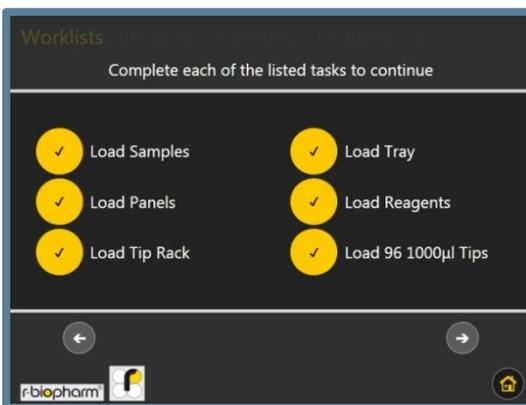 Worklists
Complete each of the listed tasks to continue
✓ Load Samples
✓ Load Panels
✓ Load Tip Rack
✓ Load Tray
✓ Load Reagents
✓ Load 96 1000µl Tips
r-biopharm®